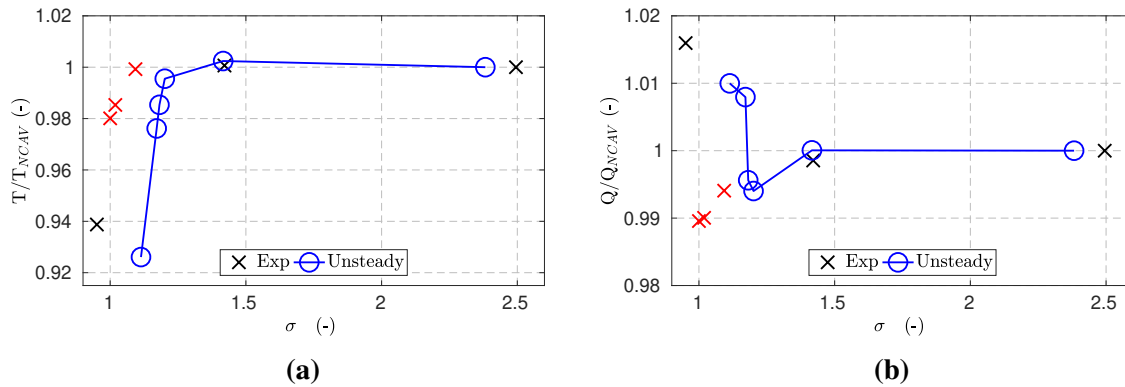 1.02
1
0.98
0.96
0.94
0.92
T/T_NCAV (-)
Exp Unsteady
1 1.5 2 2.5
σ (-)
(a)
1.02
1.01
1
0.99
0.98
Q/Q_NCAV (-)
Exp Unsteady
1 1.5 2 2.5
σ (-)
(b)